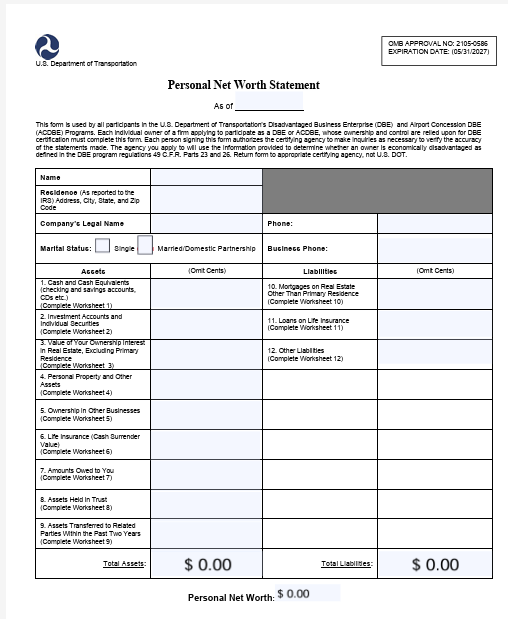 OMB APPROVAL NO: 2105-0586
EXPIRATION DATE: (05/31/2027)
U.S. Department of Transportation
Personal Net Worth Statement
As of
This form is used by all participants in the U.S. Department of Transportation's Disadvantaged Business Enterprise (DBE) and Airport Concession DBE
(ACDBE) Programs. Each individual owner of a firm applying to participate as a DBE or ACDBE, whose ownership and control are relied upon for DBE
certification must complete this form. Each person signing this form authorizes the certifying agency to make inquiries as necessary to verify the accuracy
of the statements made. The agency you apply to will use the information provided to determine whether an owner is economically disadvantaged as
defined in the DBE program regulations 49 C.F.R. Parts 23 and 26. Return form to appropriate certifying agency, not U.S. DOT.
Name
Residence (As reported to the
IRS) Address, City, State, and Zip
Code
Company's Legal Name
Phone:
Marital Status: Single Married/Domestic Partnership
Business Phone:
Assets (Omit Cents) Liabilities (Omit Cents)
1. Cash and Cash Equivalents
(checking and savings accounts,
CDs etc.)
(Complete Worksheet 1)
10. Mortgages on Real Estate
Other Than Primary Residence
(Complete Worksheet 10)
2. Investment Accounts and
Individual Securities
(Complete Worksheet 2)
11. Loans on Life Insurance
(Complete Worksheet 11)
3. Value of Your Ownership Interest
in Real Estate, Excluding Primary
Residence
(Complete Worksheet 3)
12. Other Liabilities
(Complete Worksheet 12)
4. Personal Property and Other
Assets
(Complete Worksheet 4)
5. Ownership in Other Businesses
(Complete Worksheet 5)
6. Life Insurance (Cash Surrender
Value)
(Complete Worksheet 6)
7. Amounts Owed to You
(Complete Worksheet 7)
8. Assets Held in Trust
(Complete Worksheet 8)
9. Assets Transferred to Related
Parties Within the Past Two Years
(Complete Worksheet 9)
Total Assets: $ 0.00 Total Liabilities: $ 0.00
Personal Net Worth: $ 0.00